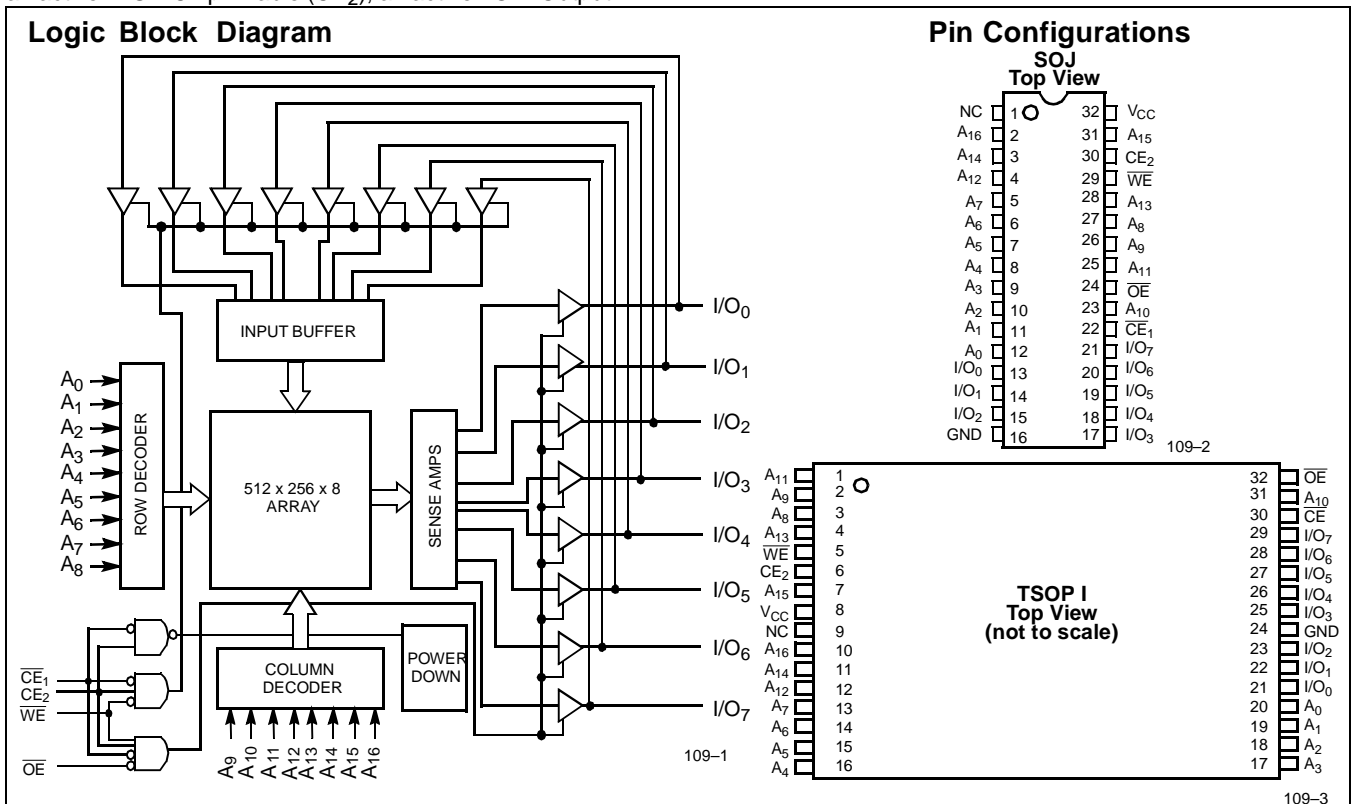 Logic Block Diagram
INPUT BUFFER
A0
A1
A2
A3
A4
A5
A6
A7
A8
ROW DECODER
512 x 256 x 8
ARRAY
SENSE AMPS
I/O0
I/O1
I/O2
I/O3
I/O4
I/O5
I/O6
I/O7
CE1
CE2
WE
OE
COLUMN
DECODER
POWER
DOWN
A9
A10
A11
A12
A13
A14
A15
A16
109–1
Pin Configurations
SOJ
Top View
NC 1 32 VCC
A16 2 31 A15
A14 3 30 CE2
A12 4 29 WE
A7 5 28 A13
A6 6 27 A8
A5 7 26 A9
A4 8 25 A11
A3 9 24 OE
A2 10 23 A10
A1 11 22 CE1
A0 12 21 I/O7
I/O0 13 20 I/O6
I/O1 14 19 I/O5
I/O2 15 18 I/O4
GND 16 17 I/O3
109–2
A11 1 32 OE
A9 2 31 A10
A8 3 30 CE
A13 4 29 I/O7
WE 5 28 I/O6
CE2 6 27 I/O5
A15 7 26 I/O4
VCC 8 25 I/O3
NC 9 24 GND
A16 10 23 I/O2
A14 11 22 I/O1
A12 12 21 I/O0
A7 13 20 A0
A6 14 19 A1
A5 15 18 A2
A4 16 17 A3
TSOP I
Top View
(not to scale)
109–3